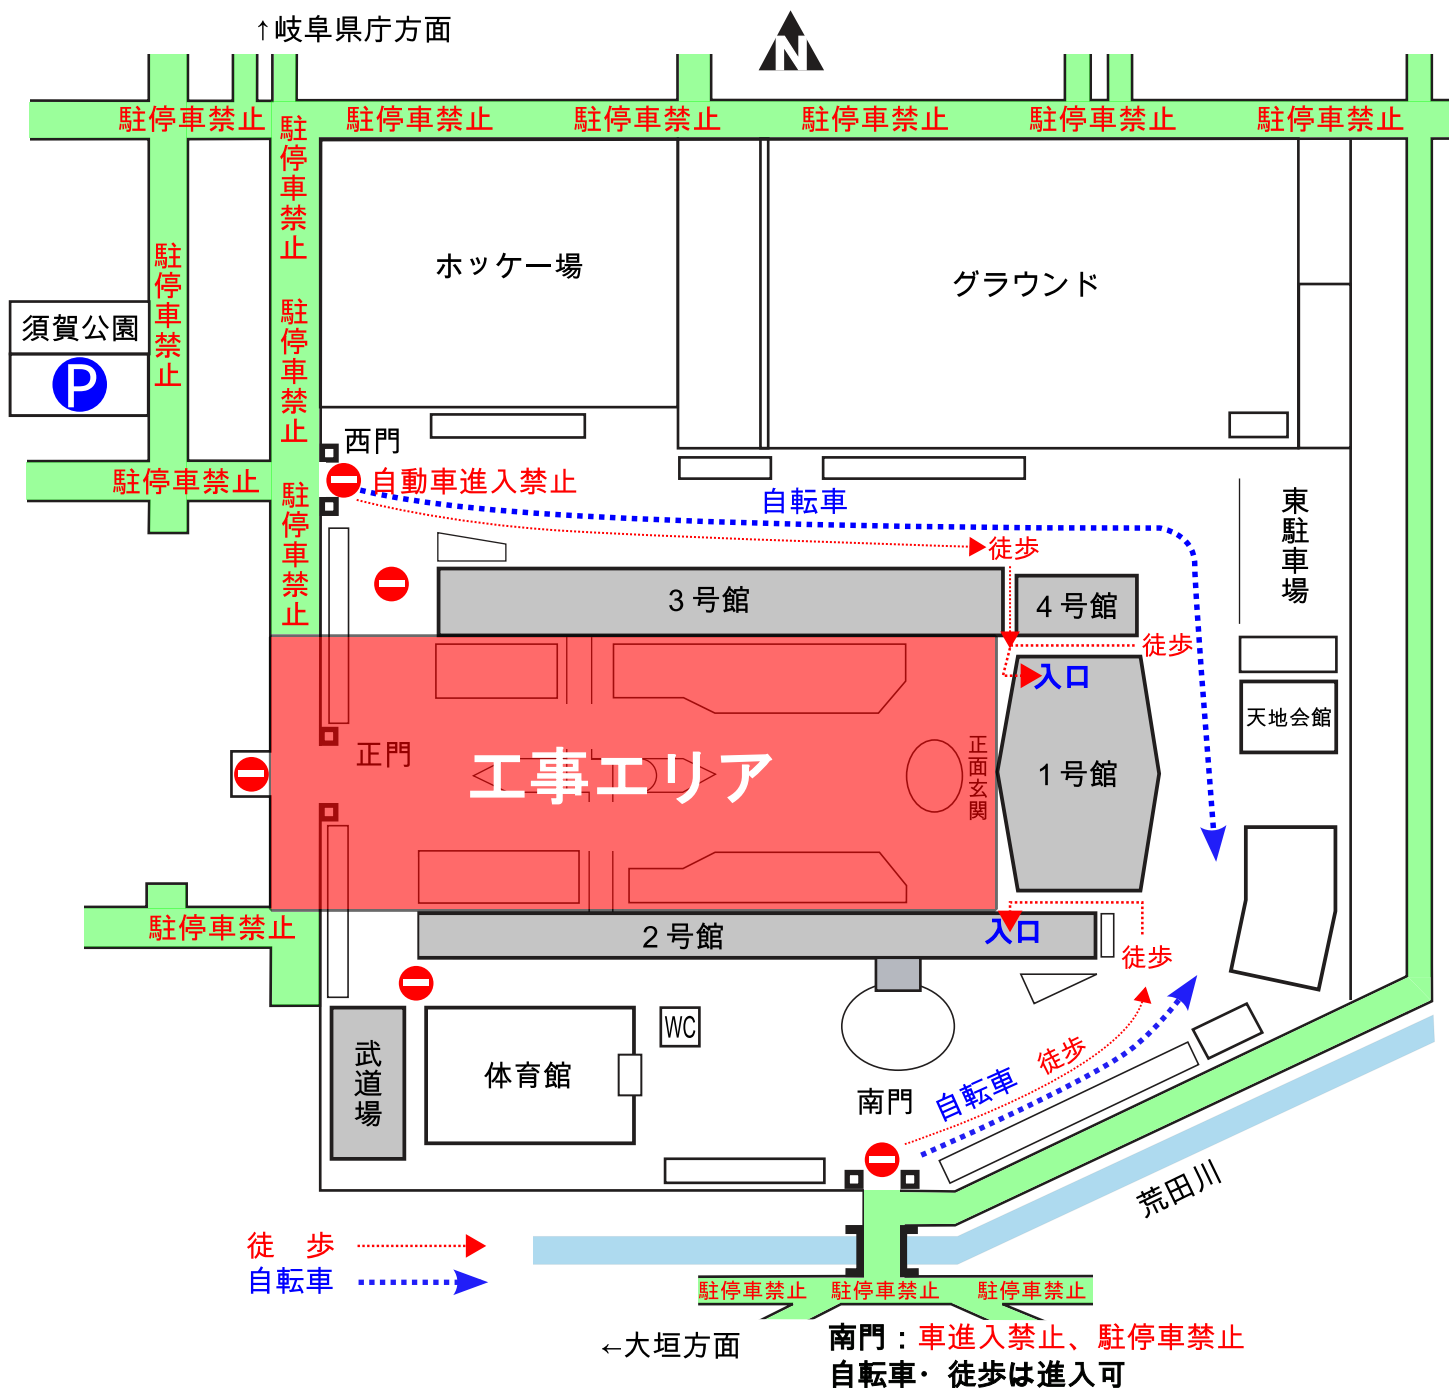 ↑岐阜県庁方面
N
駐停車禁止
駐停車禁止
駐停車禁止
駐停車禁止
駐停車禁止
駐停車禁止
駐停車禁止
駐停車禁止
駐停車禁止
ホッケー場
グラウンド
須賀公園
P
西門
自動車進入禁止
駐停車禁止
駐停車禁止
自転車
東駐車場
徒歩
3号館
4号館
徒歩
入口
天地会館
正門
工事エリア
正面玄関
1号館
駐停車禁止
2号館
入口
徒歩
武道場
体育館
WC
南門
自転車
徒歩
荒田川
徒 歩
自転車
駐停車禁止
駐停車禁止
駐停車禁止
←大垣方面
南門：車進入禁止、駐停車禁止
自転車・徒歩は進入可